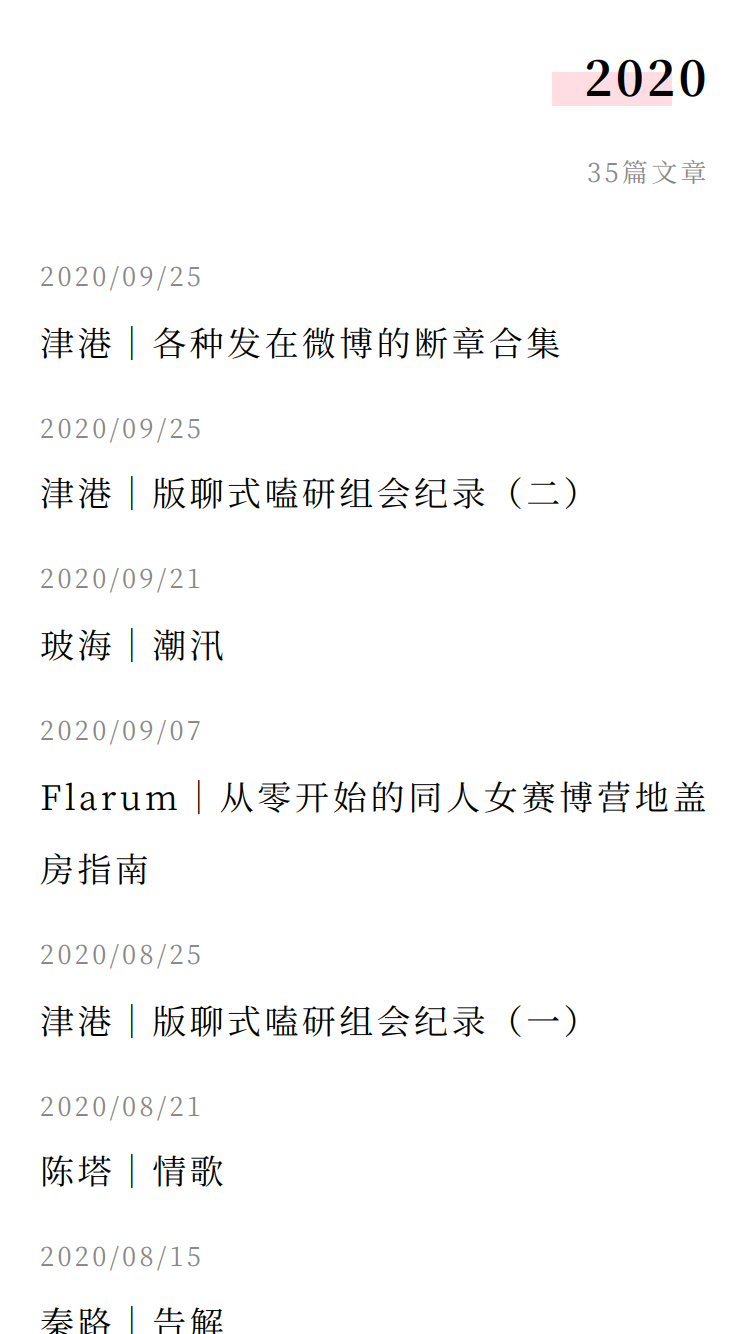 2020
35篇文章
2020/09/25
津港｜各种发在微博的断章合集
2020/09/25
津港｜版聊式嗑研组会纪录（二）
2020/09/21
玻海｜潮汛
2020/09/07
Flarum｜从零开始的同人女赛博营地盖
房指南
2020/08/25
津港｜版聊式嗑研组会纪录（一）
2020/08/21
陈塔｜情歌
2020/08/15
秦路｜告解